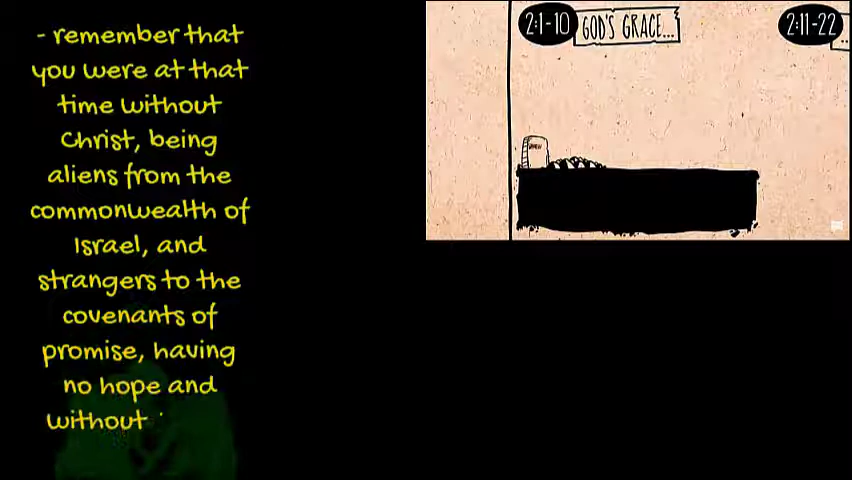 - remember that
you were at that
time without
Christ, being
aliens from the
commonwealth of
Israel, and
strangers to the
covenants of
promise, having
no hope and
without
2:1-10
GOD'S GRACE...
2:11-22